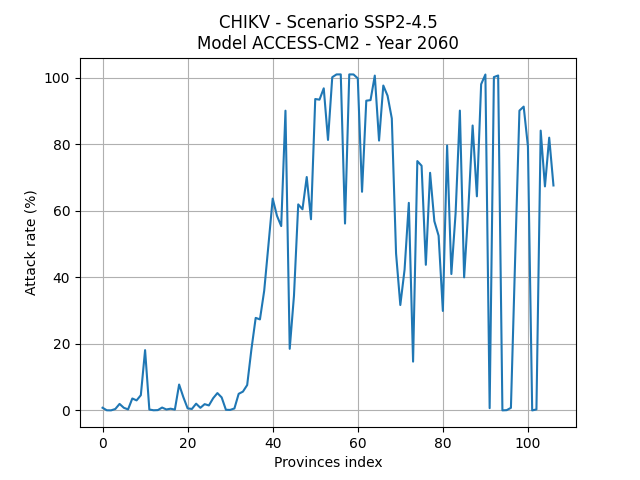 CHIKV - Scenario SSP2-4.5
Model ACCESS-CM2 - Year 2060
100
80
60
40
20
0
Attack rate (%)
0 20 40 60 80 100
Provinces index